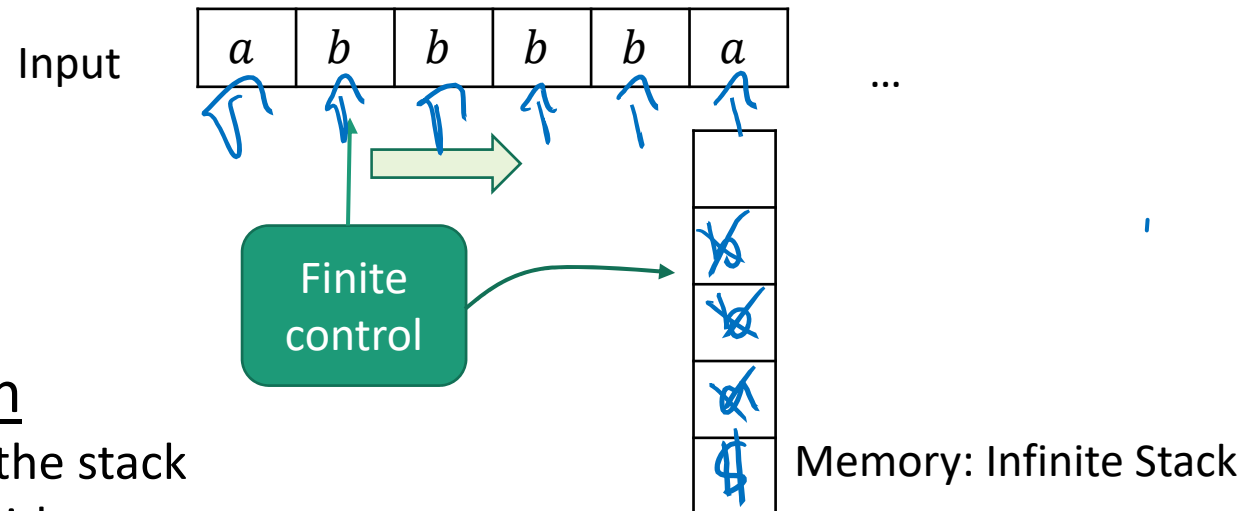 Input a b b b b a ...
b
Finite
control
b
a
n
the stack
$ Memory: Infinite Stack